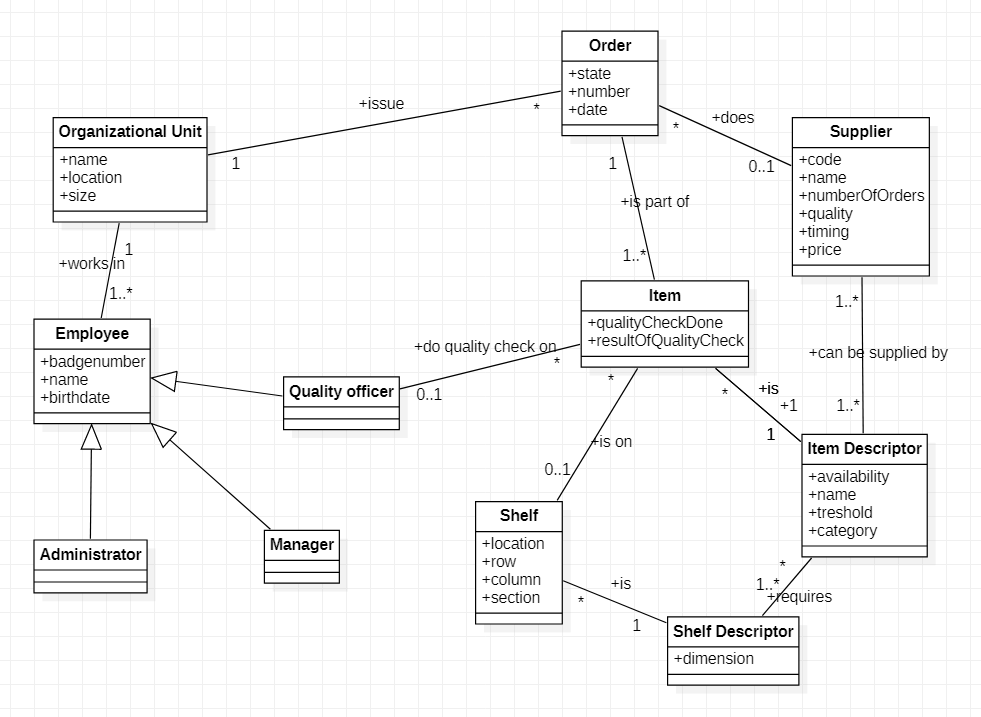 Order
+state
+number
+date
+issue
*
1
*
+does
0..1
Organizational Unit
+name
+location
+size
Supplier
+code
+name
+numberOfOrders
+quality
+timing
+price
1
+is part of
1..*
1
+works in
1..*
Item
+qualityCheckDone
+resultOfQualityCheck
1..*
+can be supplied by
1..*
Employee
+badgenumber
+name
+birthdate
+do quality check on
*
0..1
Quality officer
*
+is on
0..1
*
+is
+1
1
Item Descriptor
+availability
+name
+treshold
+category
Administrator
Manager
Shelf
+location
+row
+column
+section
+is
*
1
*
1..*
+requires
Shelf Descriptor
+dimension